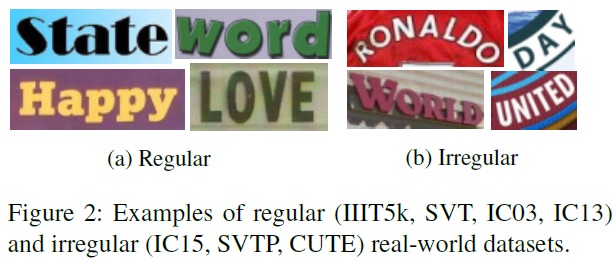 State word RONALDO DAY
Happy LOVE WORLD UNITED
(a) Regular (b) Irregular
Figure 2: Examples of regular (IIIT5k, SVT, IC03, IC13)
and irregular (IC15, SVTP, CUTE) real-world datasets.